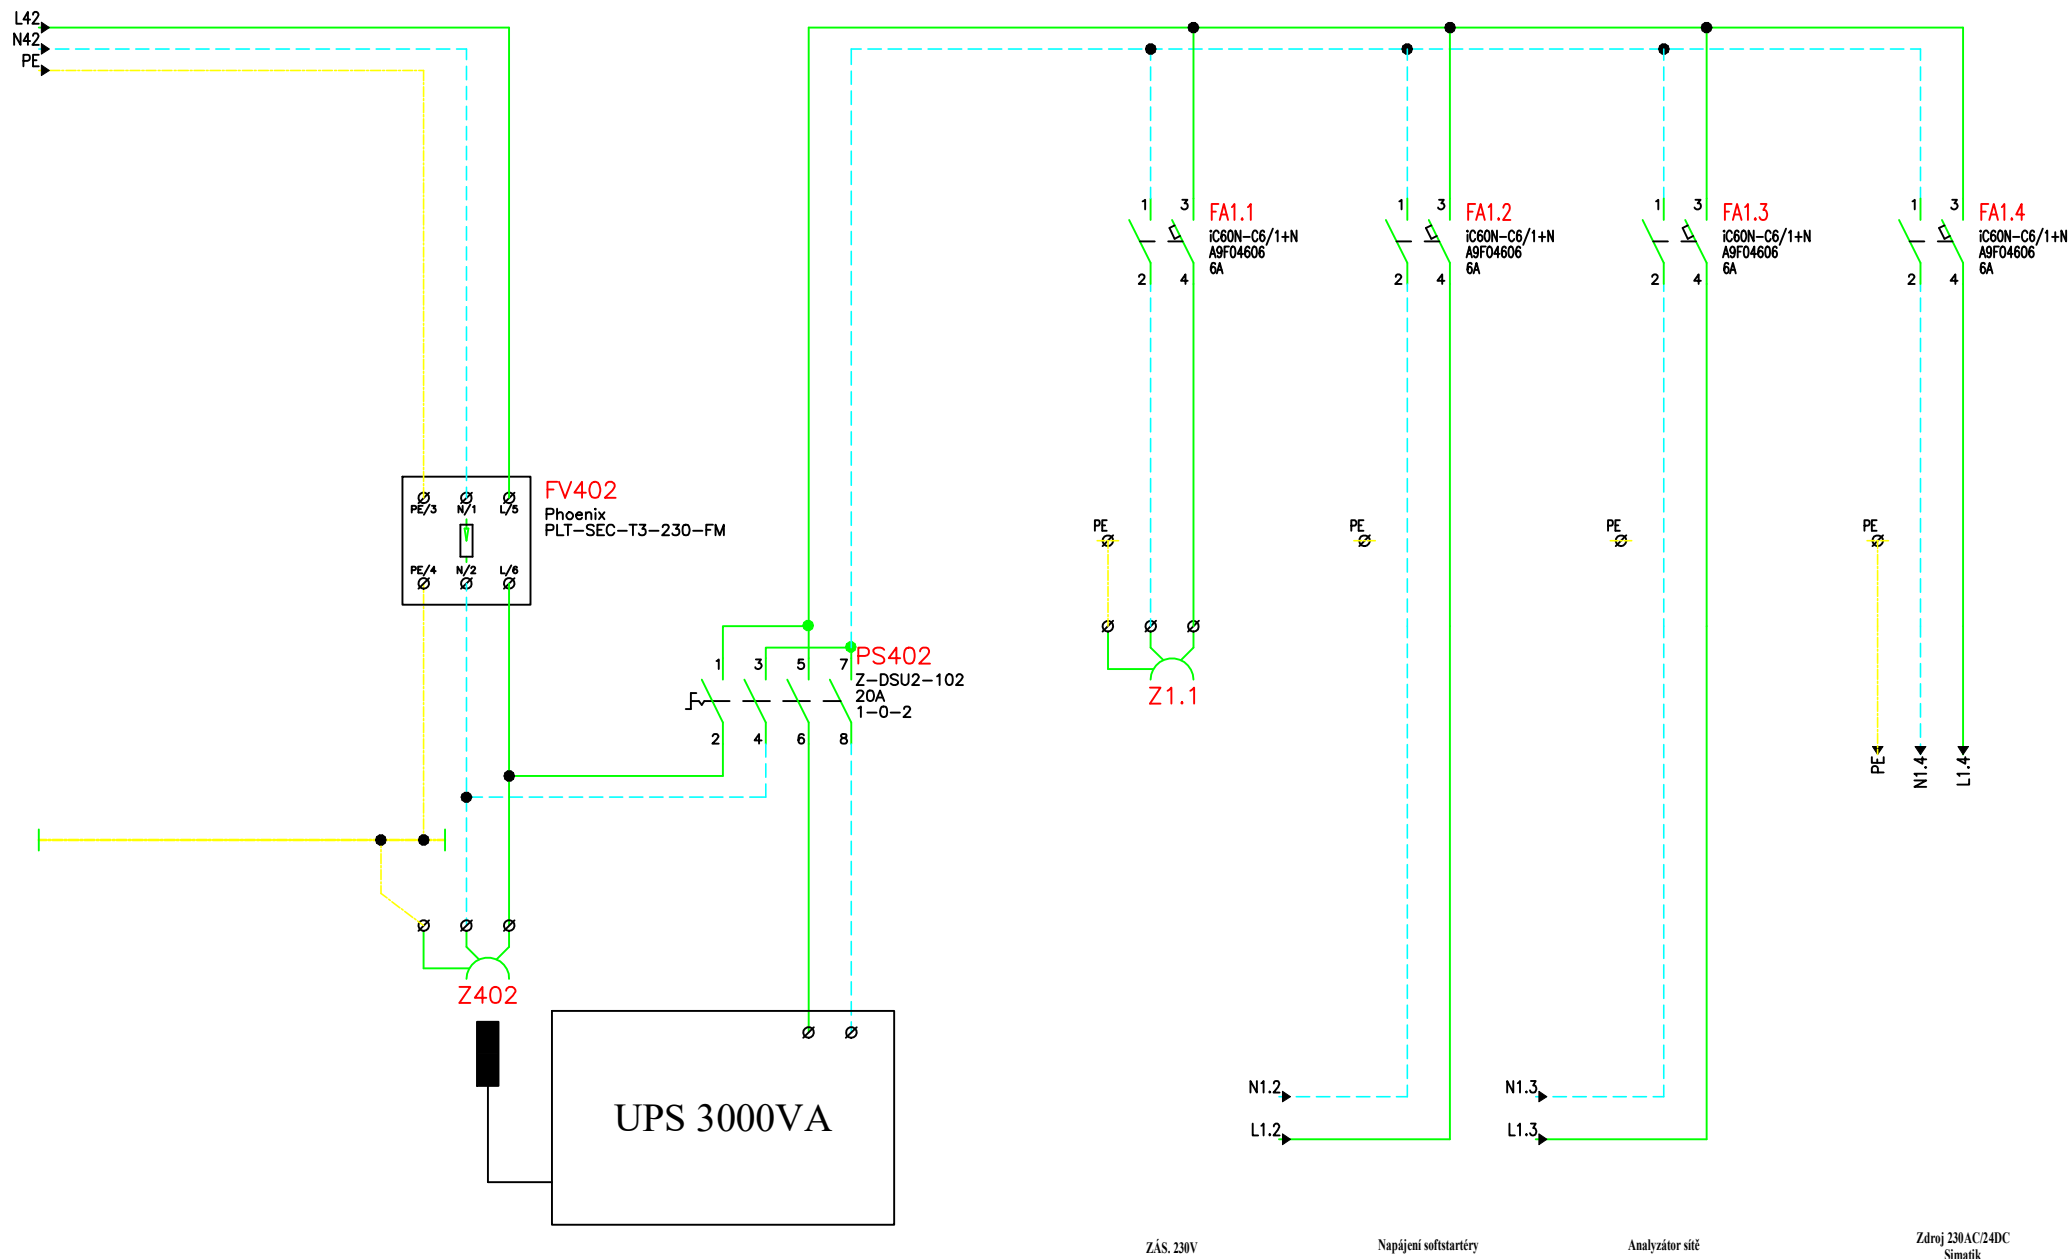 L42
N42
PE
1
3
FA1.1
iC60N-C6/1+N
A9F04606
6A
2
4
1
3
FA1.2
iC60N-C6/1+N
A9F04606
6A
2
4
1
3
FA1.3
iC60N-C6/1+N
A9F04606
6A
2
4
1
3
FA1.4
iC60N-C6/1+N
A9F04606
6A
2
4
FV402
Phoenix
PLT-SEC-T3-230-FM
PE/3
N/1
L/5
PE/4
N/2
L/6
PE
PE
PE
PE
1
3
5
7
PS402
Z-DSU2-102
20A
1-0-2
2
4
6
8
Z1.1
PE
N1.4
L1.4
Z402
UPS 3000VA
N1.2
L1.2
N1.3
L1.3
ZÁS. 230V
Napájení softstartéry
Analyzátor sítě
Zdroj 230AC/24DC
Simatik